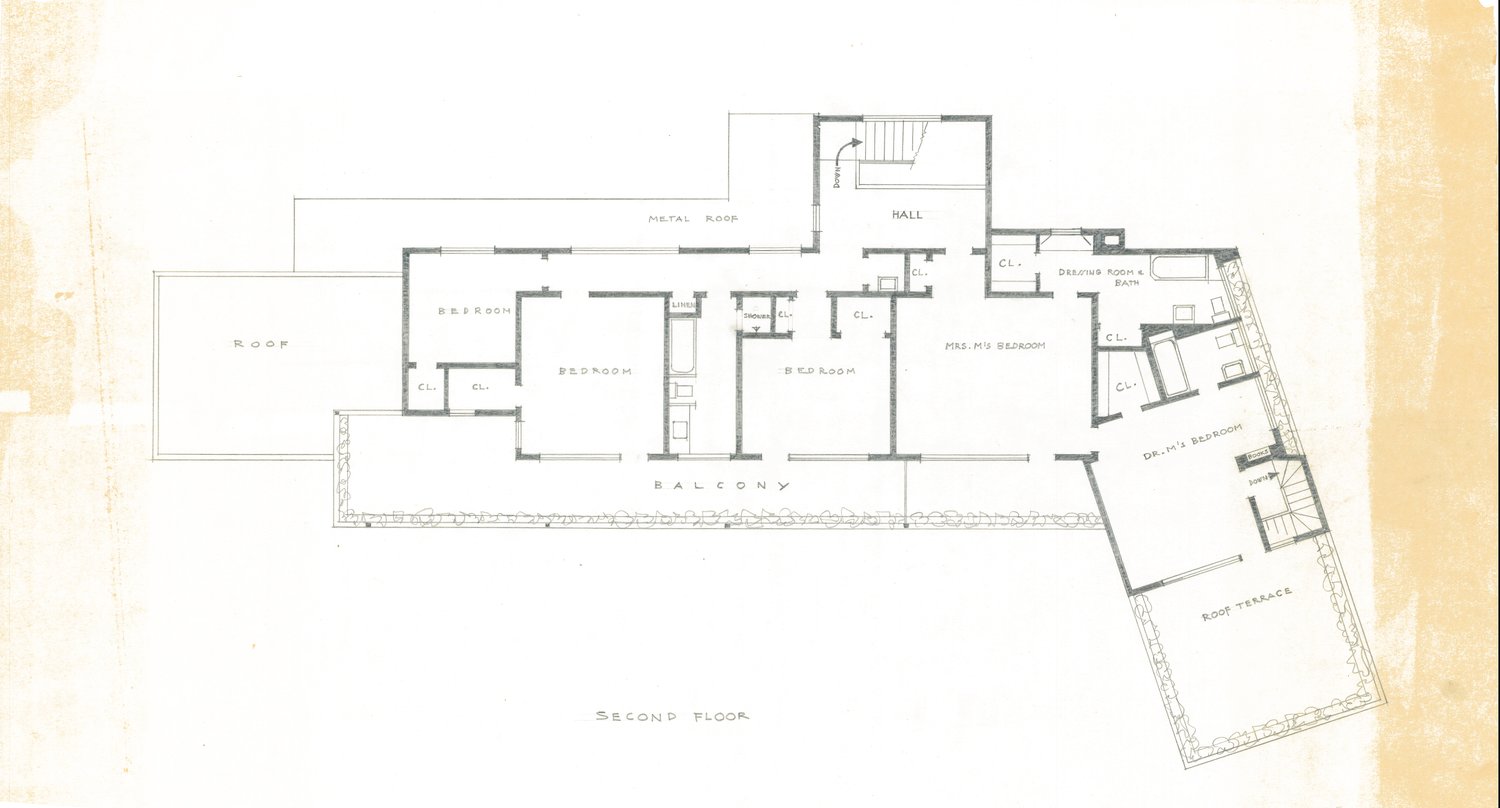 DOWN
HALL
METAL ROOF
CL.
CL.
DRESSING ROOM &
BATH
LINEN
SHOWER
CL.
CL.
BEDROOM
ROOF
CL.
MRS. M'S BEDROOM
BEDROOM
BEDROOM
CL.
CL.
CL.
DR. M'S BEDROOM
BOOKS
DOWN
BALCONY
ROOF TERRACE
SECOND FLOOR